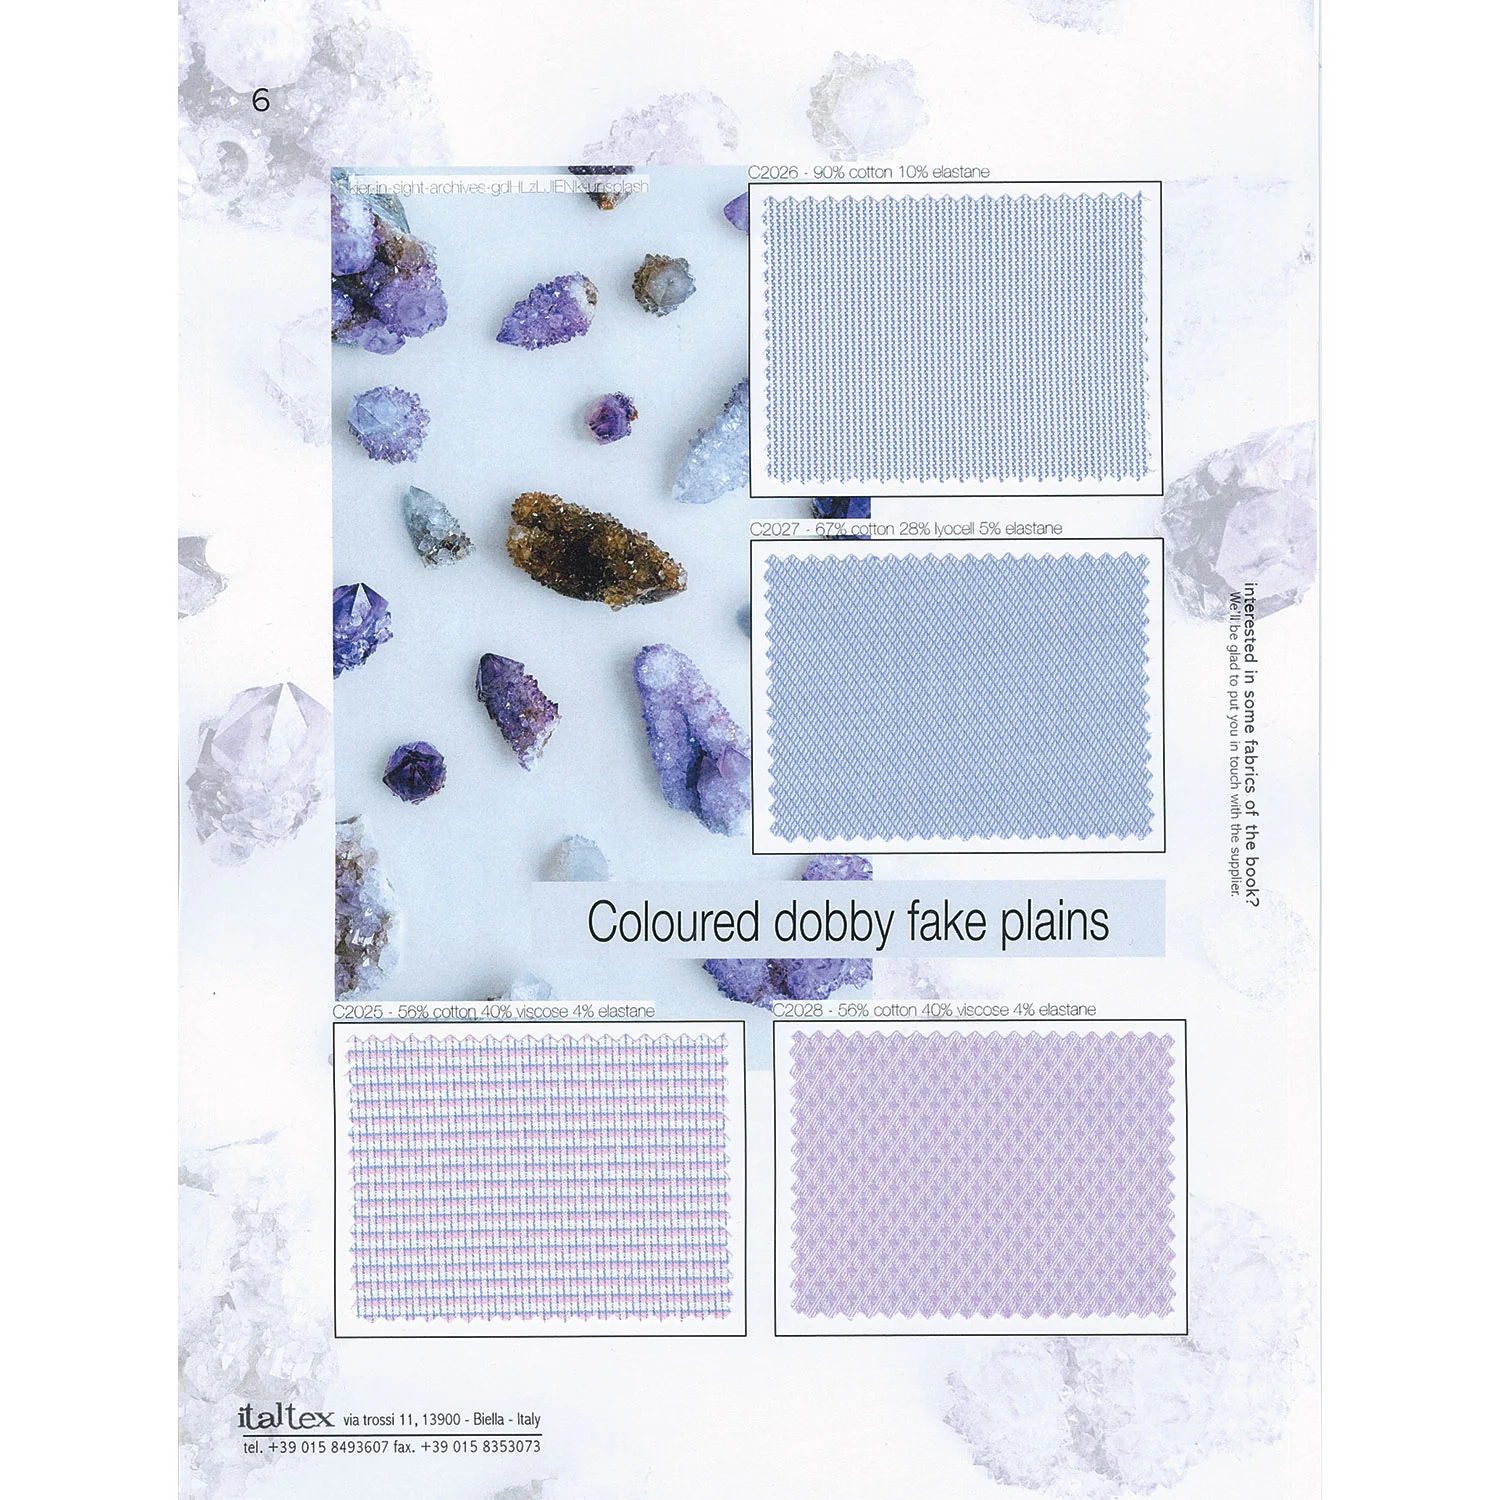 6
C2026 - 90% cotton 10% elastane
C2027 - 67% cotton 28% lyocell 5% elastane
interested in some fabrics of the book?
We'll be glad to put you in touch with the supplier.
Coloured dobby fake plains
C2025 - 56% cotton 40% viscose 4% elastane
C2028 - 56% cotton 40% viscose 4% elastane
italtex via trossi 11, 13900 - Biella - Italy
tel. +39 015 8493607 fax. +39 015 8353073